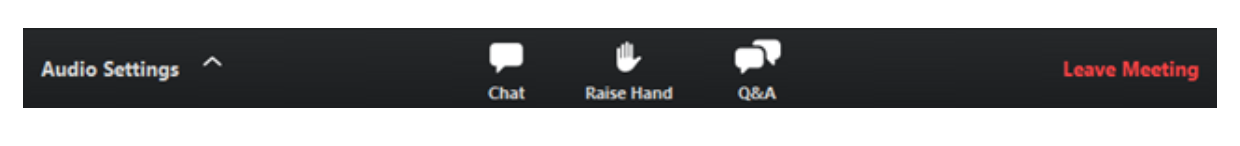 Audio Settings
Chat
Raise Hand
Q&A
Leave Meeting